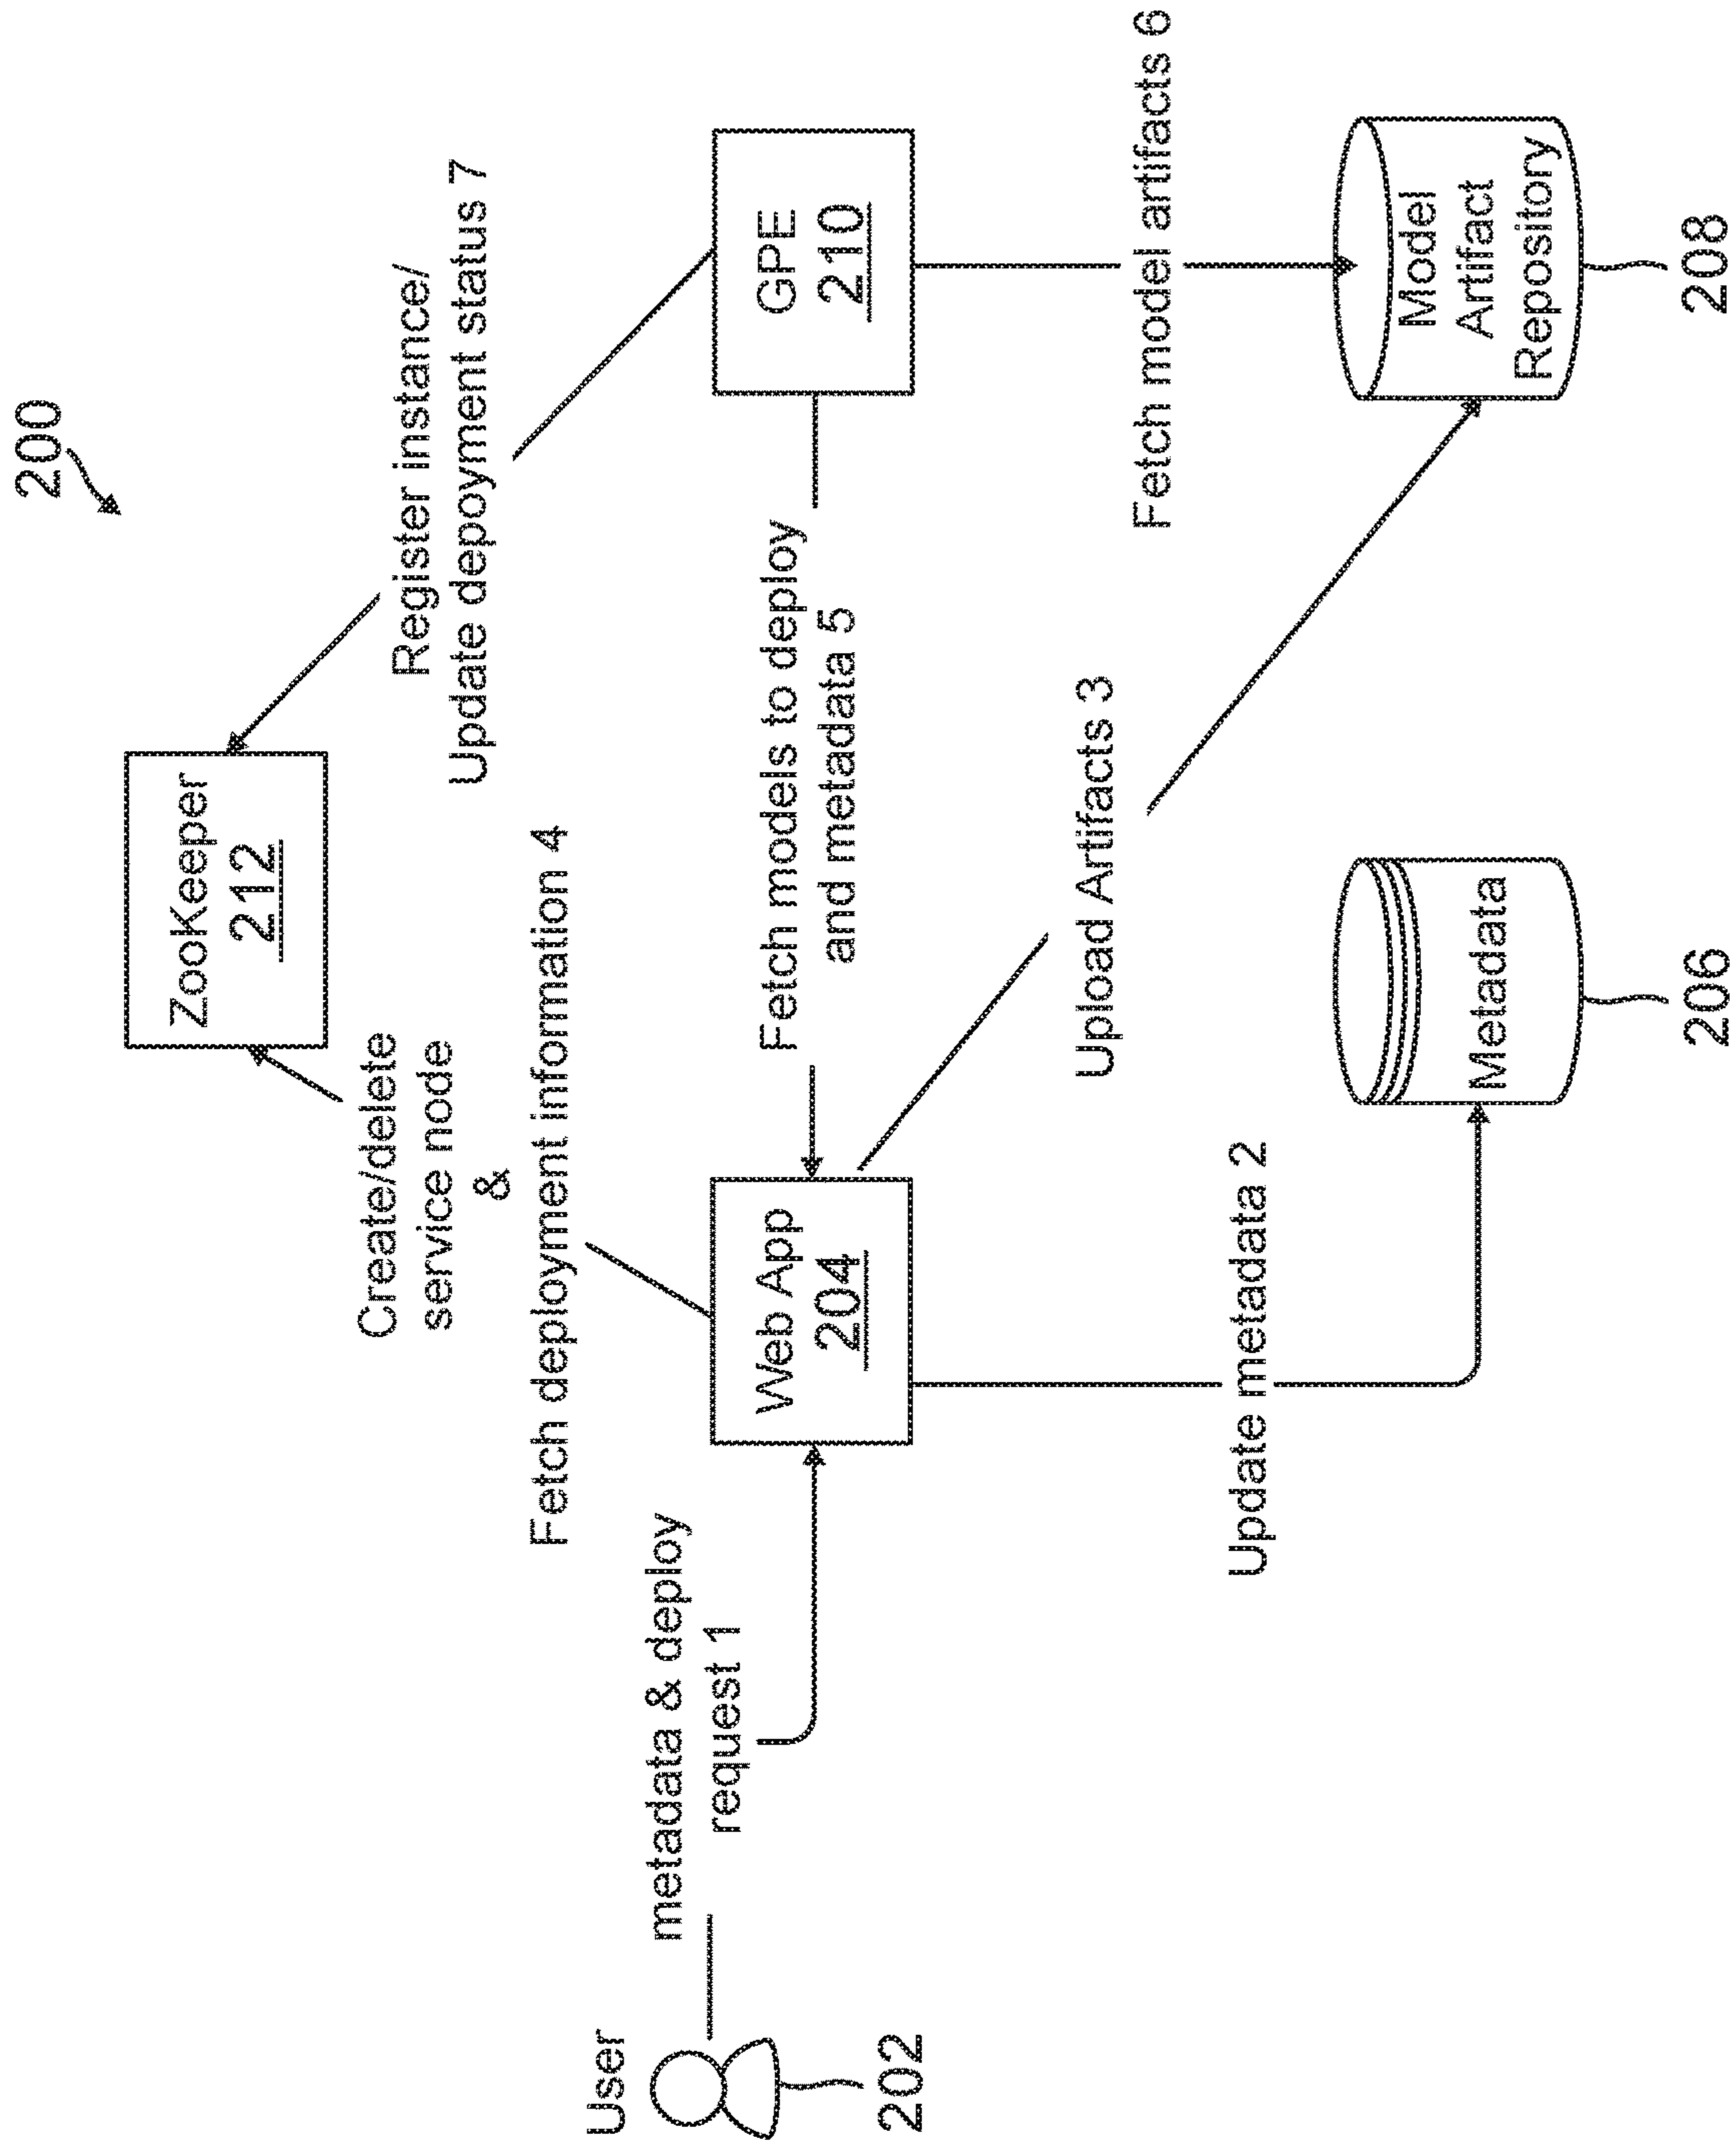 200
ZooKeeper
212
Create/delete
service node
&
Fetch deployment information 4
Register instance/
Update depoyment status 7
User
202
metadata & deploy
request 1
Web App
204
Fetch models to deploy
and metadata 5
GPE
210
Upload Artifacts 3
Fetch model artifacts 6
Update metadata 2
Metadata
206
Model
Artifact
Repository
208